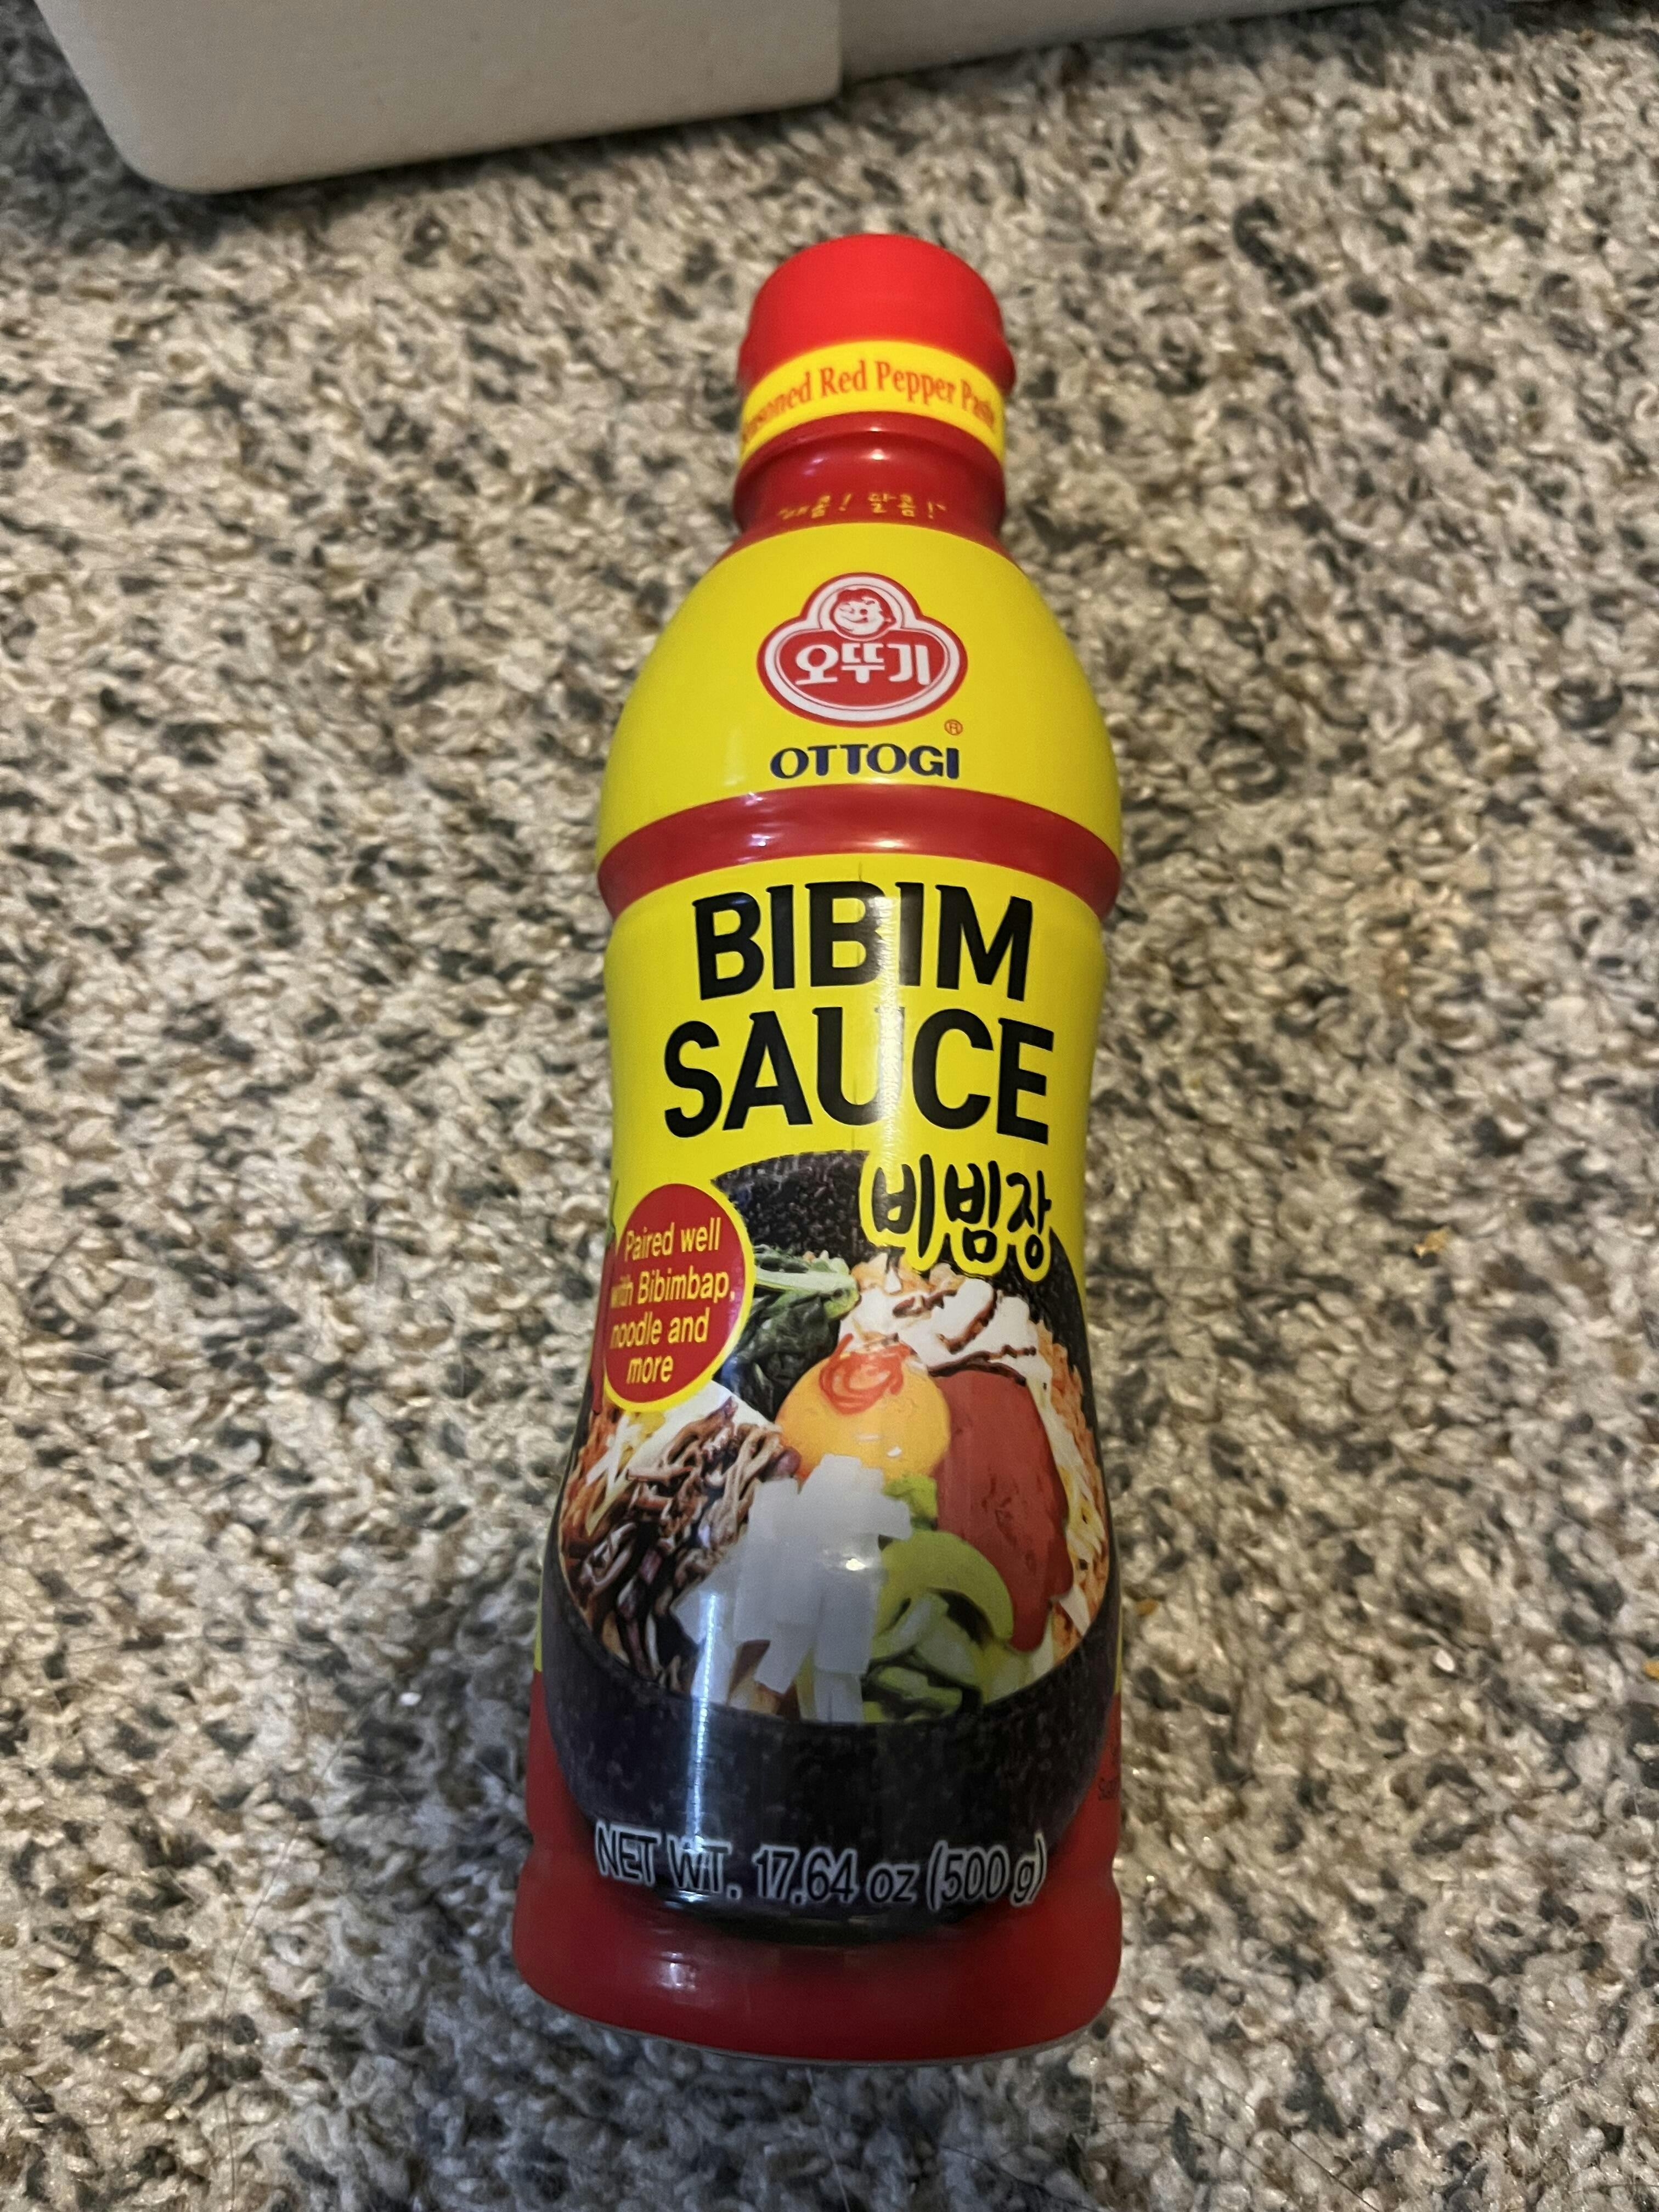 Seasoned Red Pepper Paste
"매콤! 달콤!"
오뚜기
®
OTTOGI
BIBIM
SAUCE
비빔장
Paired well
with Bibimbap,
noodle and
more
NET WT. 17.64 oz (500 g)